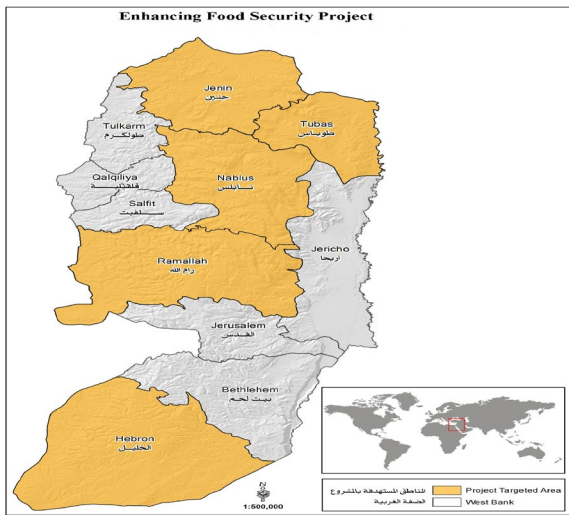 Enhancing Food Security Project
Jenin
جنين
Tubas
طوباس
Tulkarm
طولكرم
Nablus
نابلس
Qalqiliya
قلقيلية
Salfit
سلفيت
Jericho
أريحا
Ramallah
رام الله
Jerusalem
القدس
Bethlehem
بيت لحم
Hebron
الخليل
N
1:500,000
المناطق المستهدفة بالمشروع Project Targeted Area
الضفة الغربية West Bank